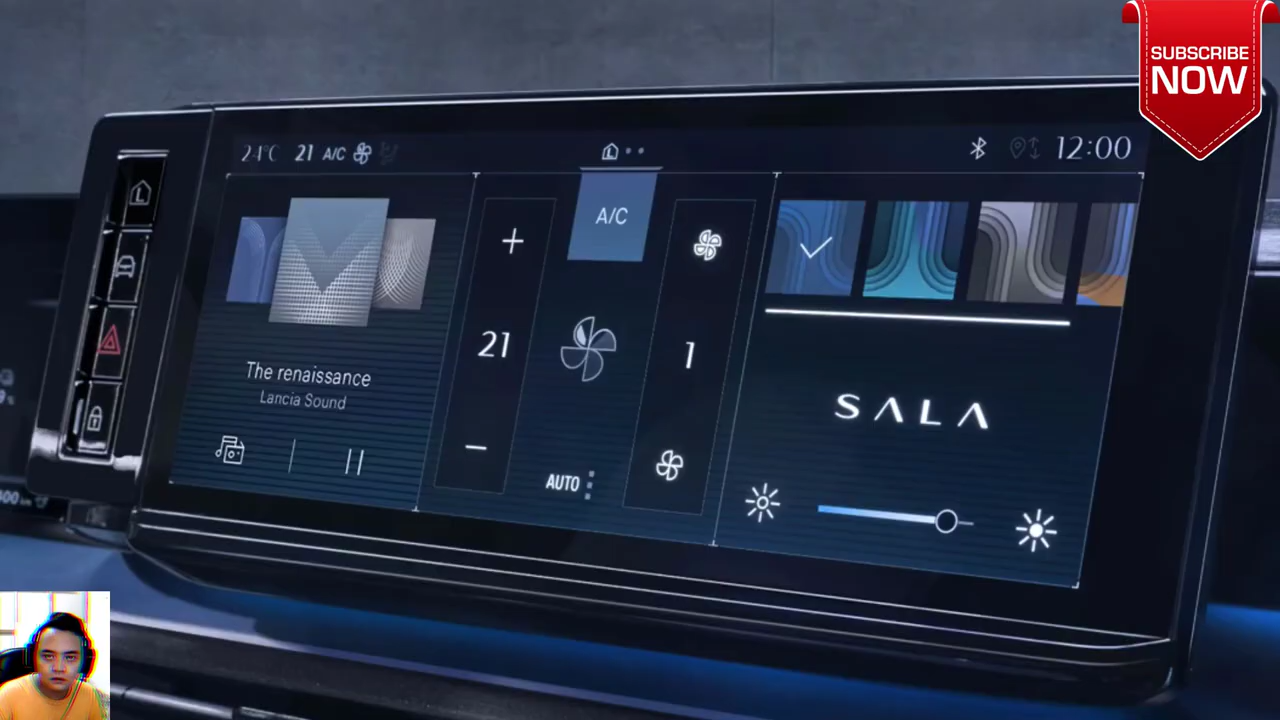 SUBSCRIBE
NOW
24°C 21 A/C
12:00
A/C
21
1
The renaissance
Lancia Sound
SALA
AUTO